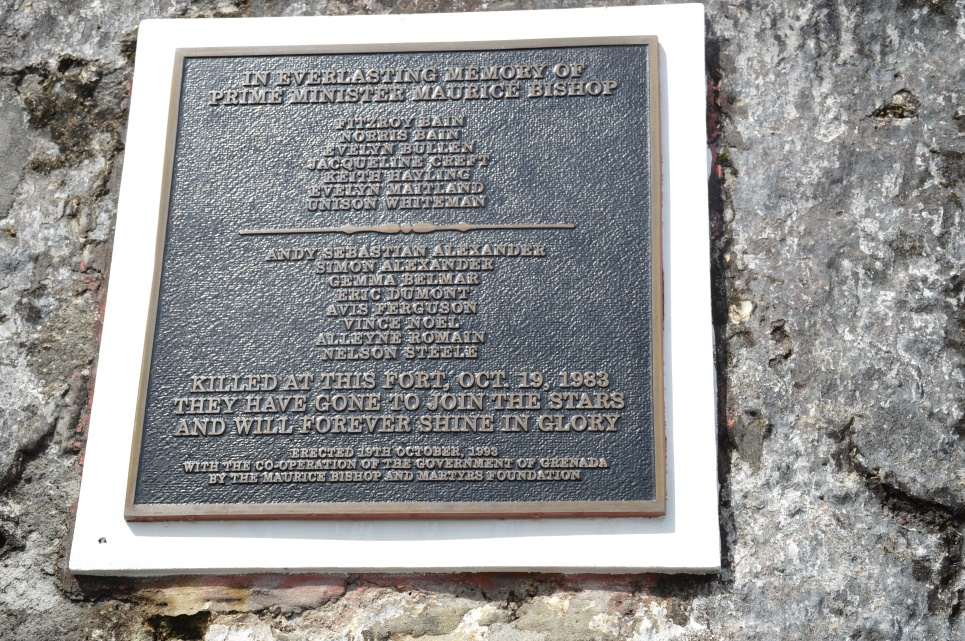 IN EVERLASTING MEMORY OF
PRIME MINISTER MAURICE BISHOP
FITZROY BAIN
NORRIS BAIN
EVELYN BULLEN
JACQUELINE CREFT
KEITH HAYLING
EVELYN MAITLAND
UNISON WHITEMAN
ANDY SEBASTIAN ALEXANDER
SIMON ALEXANDER
GEMMA BELMAR
ERIC DUMONT
AVIS FERGUSON
VINCE NOEL
ALLEYNE ROMAIN
NELSON STEELE
KILLED AT THIS FORT, OCT. 19, 1983
THEY HAVE GONE TO JOIN THE STARS
AND WILL FOREVER SHINE IN GLORY
ERECTED 19TH OCTOBER, 1993
WITH THE CO-OPERATION OF THE GOVERNMENT OF GRENADA
BY THE MAURICE BISHOP AND MARTYRS FOUNDATION